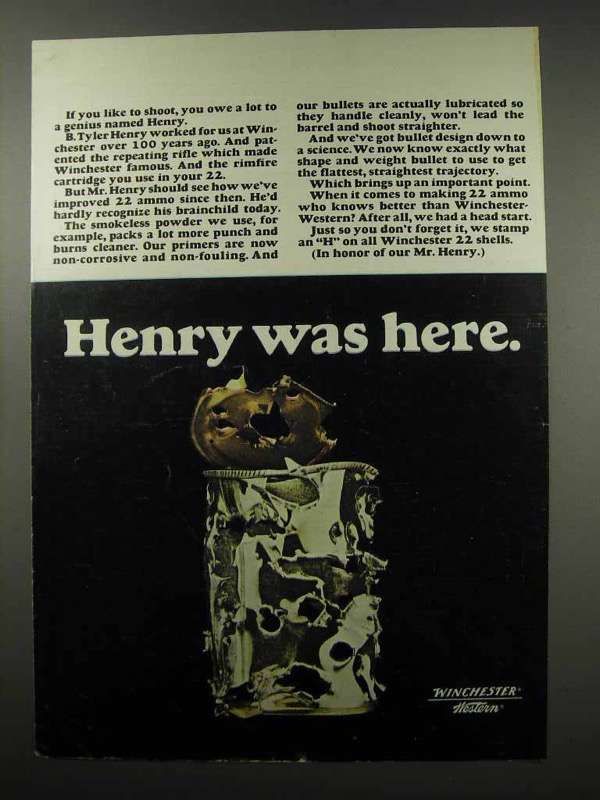 If you like to shoot, you owe a lot to
a genius named Henry.
B. Tyler Henry worked for us at Win-
chester over 100 years ago. And pat-
ented the repeating rifle which made
Winchester famous. And the rimfire
cartridge you use in your 22.
But Mr. Henry should see how we've
improved 22 ammo since then. He'd
hardly recognize his brainchild today.
The smokeless powder we use, for
example, packs a lot more punch and
burns cleaner. Our primers are now
non-corrosive and non-fouling. And
our bullets are actually lubricated so
they handle cleanly, won't lead the
barrel and shoot straighter.
And we've got bullet design down to
a science. We now know exactly what
shape and weight bullet to use to get
the flattest, straightest trajectory.
Which brings up an important point.
When it comes to making 22 ammo
who knows better than Winchester-
Western? After all, we had a head start.
Just so you don't forget it, we stamp
an "H" on all Winchester 22 shells.
(In honor of our Mr. Henry.)
Henry was here.
WINCHESTER®
Western®